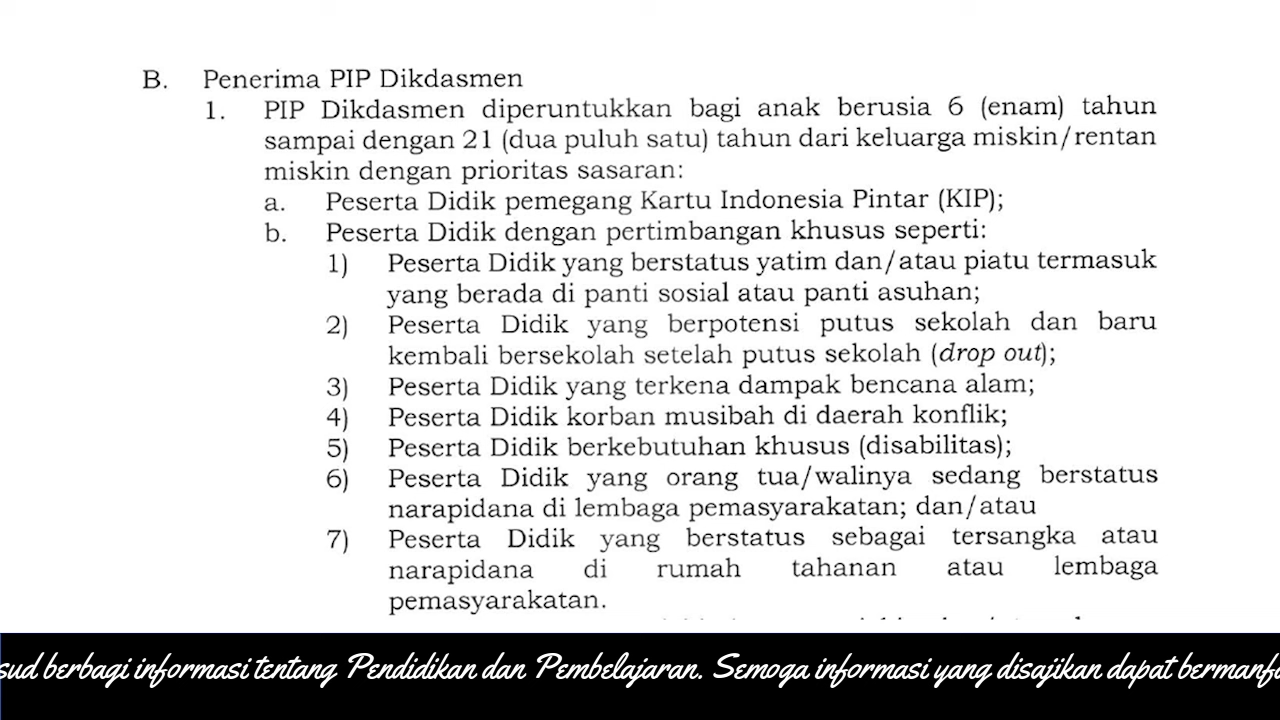 B. Penerima PIP Dikdasmen
1. PIP Dikdasmen diperuntukkan bagi anak berusia 6 (enam) tahun
sampai dengan 21 (dua puluh satu) tahun dari keluarga miskin/rentan
miskin dengan prioritas sasaran:
a. Peserta Didik pemegang Kartu Indonesia Pintar (KIP);
b. Peserta Didik dengan pertimbangan khusus seperti:
1) Peserta Didik yang berstatus yatim dan/atau piatu termasuk
yang berada di panti sosial atau panti asuhan;
2) Peserta Didik yang berpotensi putus sekolah dan baru
kembali bersekolah setelah putus sekolah (drop out);
3) Peserta Didik yang terkena dampak bencana alam;
4) Peserta Didik korban musibah di daerah konflik;
5) Peserta Didik berkebutuhan khusus (disabilitas);
6) Peserta Didik yang orang tua/walinya sedang berstatus
narapidana di lembaga pemasyarakatan; dan/atau
7) Peserta Didik yang berstatus sebagai tersangka atau
narapidana di rumah tahanan atau lembaga
pemasyarakatan.
sud berbagi informasi tentang Pendidikan dan Pembelajaran. Semoga informasi yang disajikan dapat bermanfa